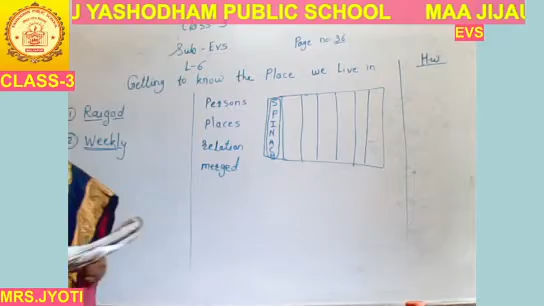 U YASHODHAM PUBLIC SCHOOL MAA JIJAU
EVS
CLASS-3
Sub - Evs
Page no 36
L-6
Getting to know the Place we Live in
Hw
1) Raigad
2) Weekly
Persons
Places
Relation
merged
SPINACH
MRS.JYOTI